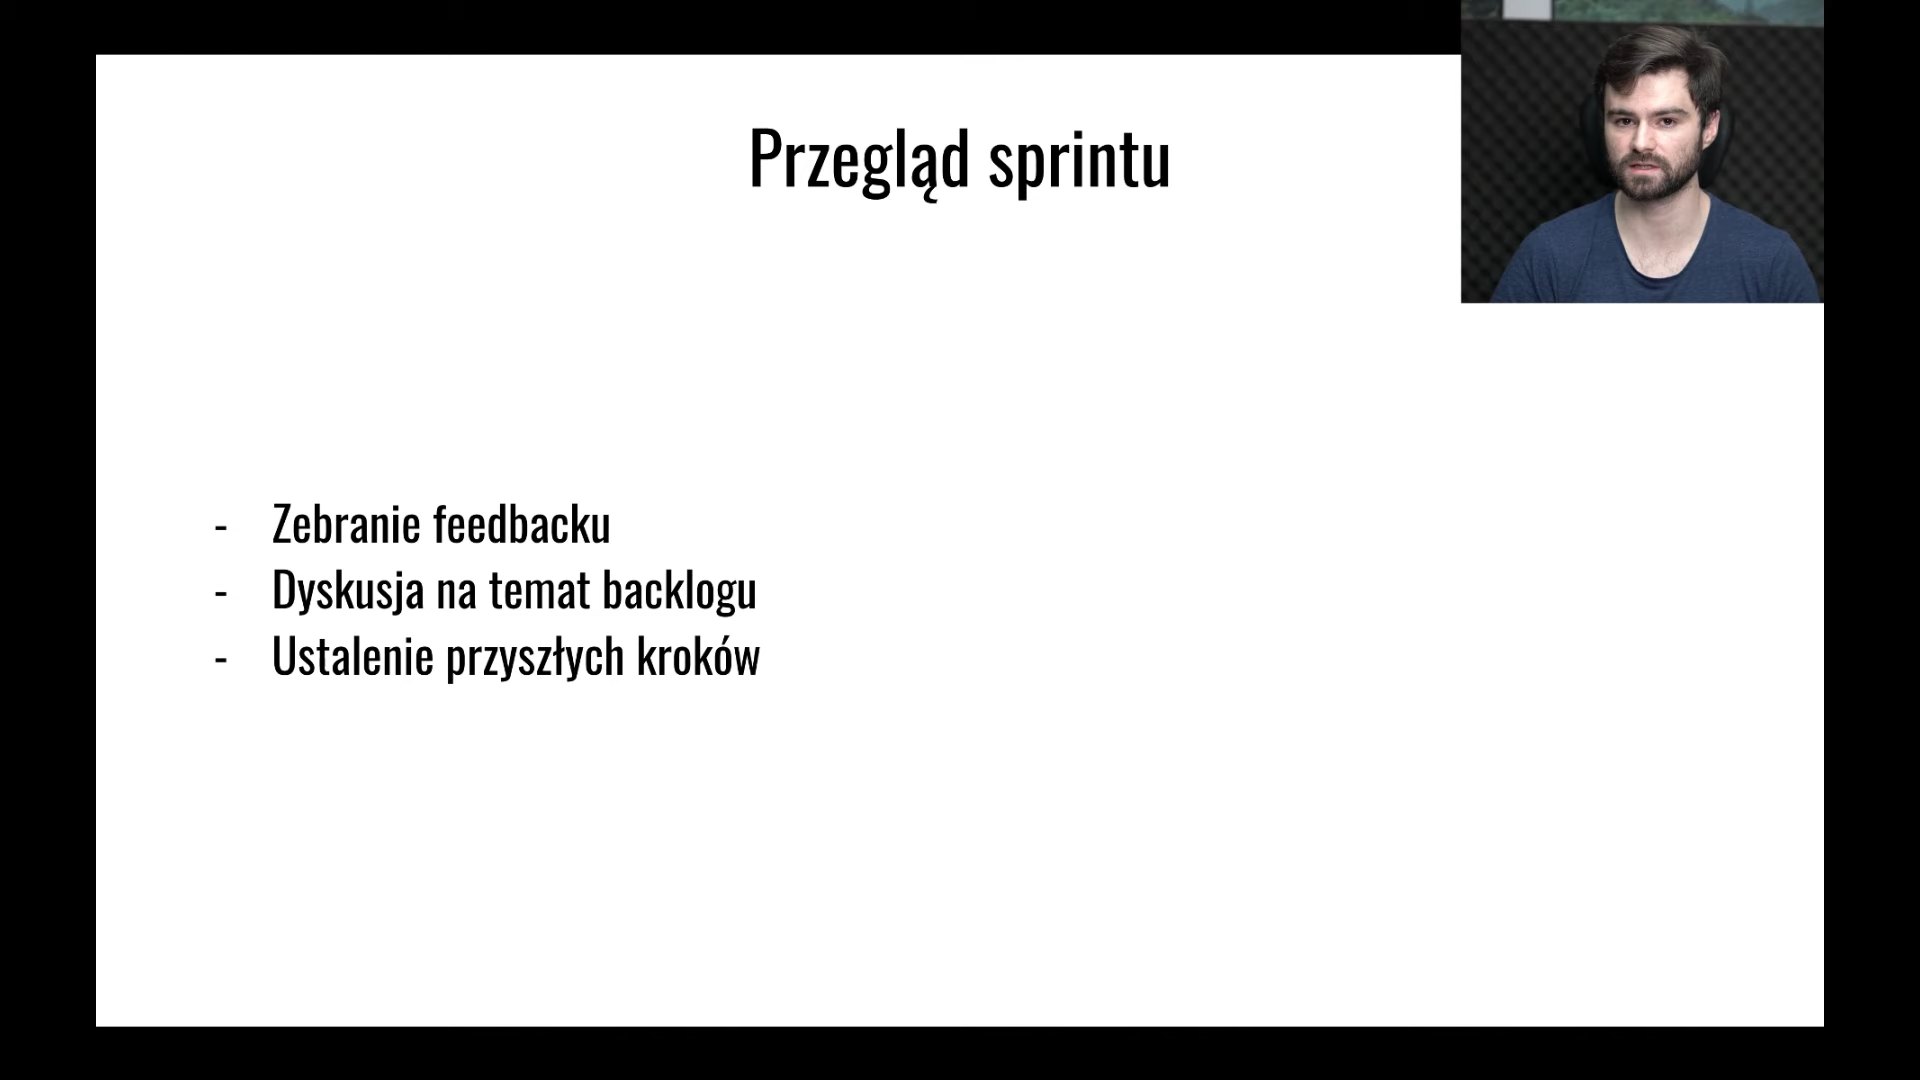 Przegląd sprintu
- Zebranie feedbacku
- Dyskusja na temat backlogu
- Ustalenie przyszłych kroków